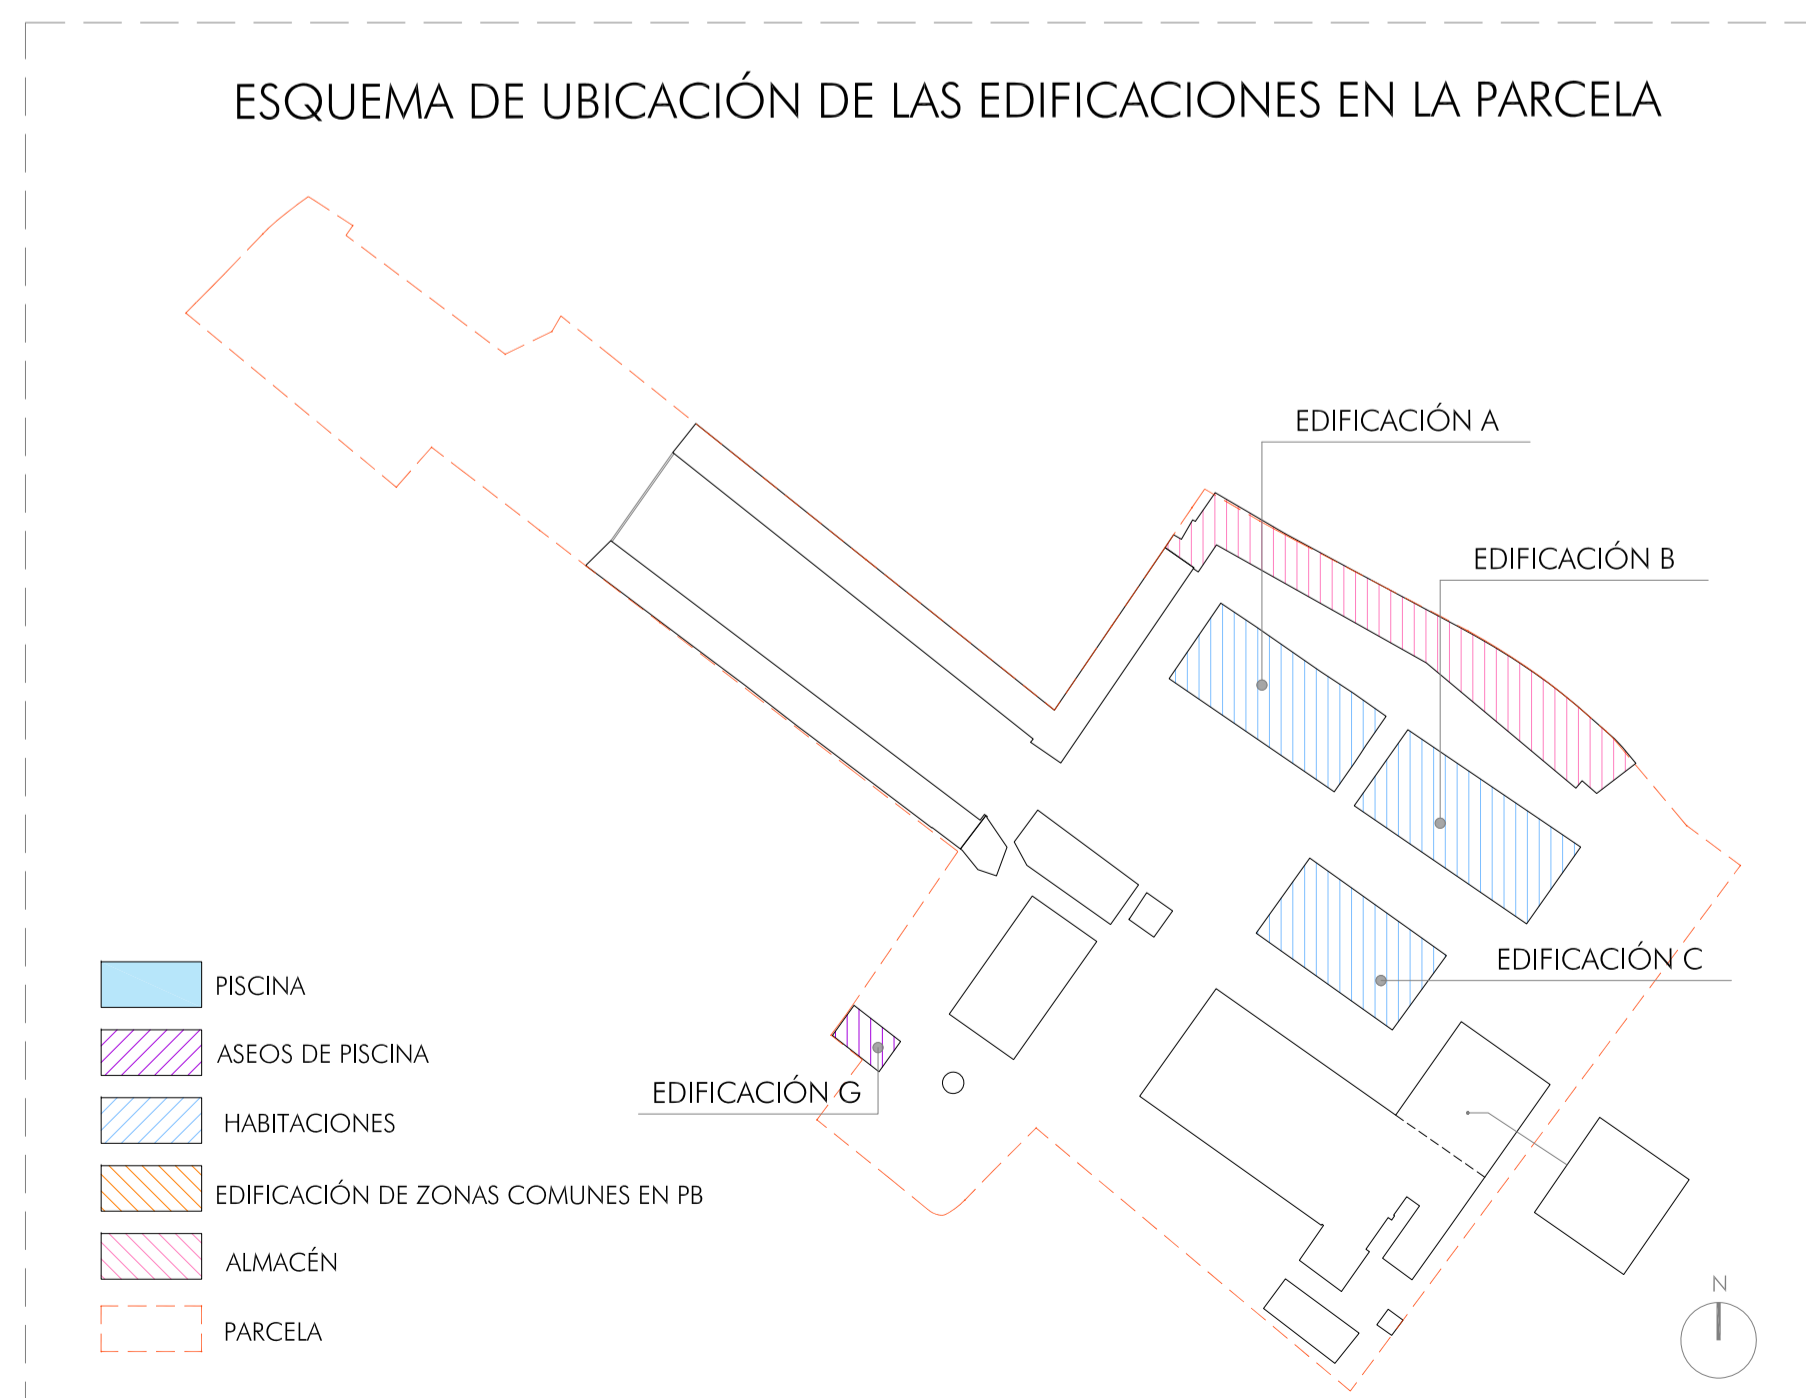 ESQUEMA DE UBICACIÓN DE LAS EDIFICACIONES EN LA PARCELA
EDIFICACIÓN A
EDIFICACIÓN B
EDIFICACIÓN C
EDIFICACIÓN G
PISCINA
ASEOS DE PISCINA
HABITACIONES
EDIFICACIÓN DE ZONAS COMUNES EN PB
ALMACÉN
PARCELA
N